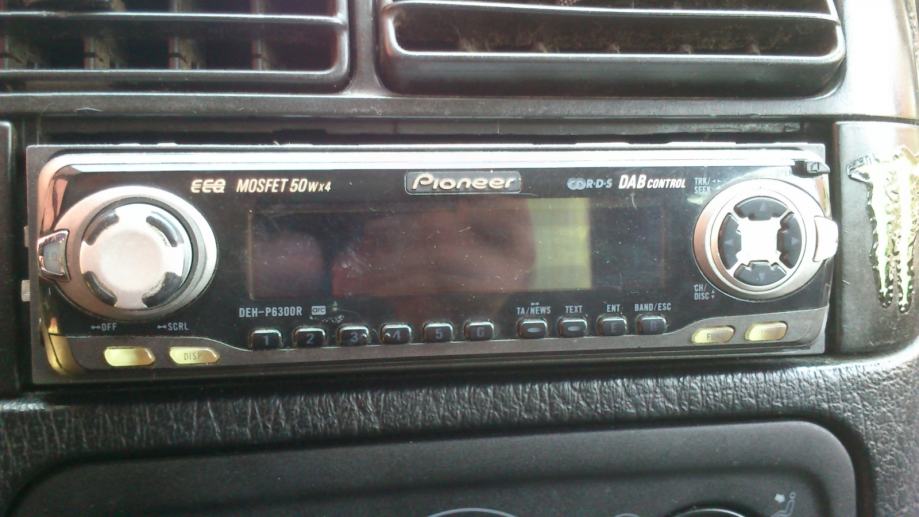 EEQ MOSFET 50Wx4
Pioneer
R·D·S DAB CONTROL
TRK/
SEEK
DEH-P6300R
TA/NEWS TEXT ENT BAND/ESC
CH/
DISC
OFF SCRL
1 2 3 4 5 6 E
DISP F